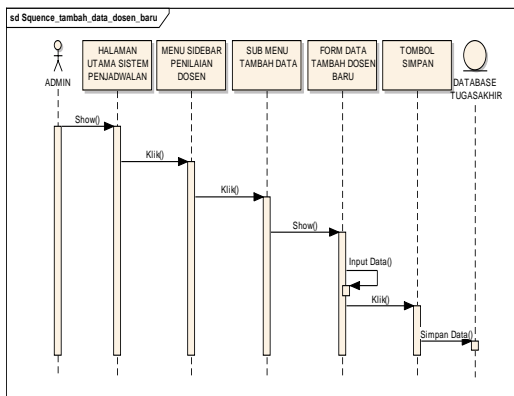 sd Squence_tambah_data_dosen_baru
ADMIN
HALAMAN
UTAMA SISTEM
PENJADWALAN
MENU SIDEBAR
PENILAIAN
DOSEN
SUB MENU
TAMBAH DATA
FORM DATA
TAMBAH DOSEN
BARU
TOMBOL
SIMPAN
DATABASE
TUGASAKHIR
Show()
Klik()
Klik()
Show()
Input Data()
Klik()
Simpan Data()